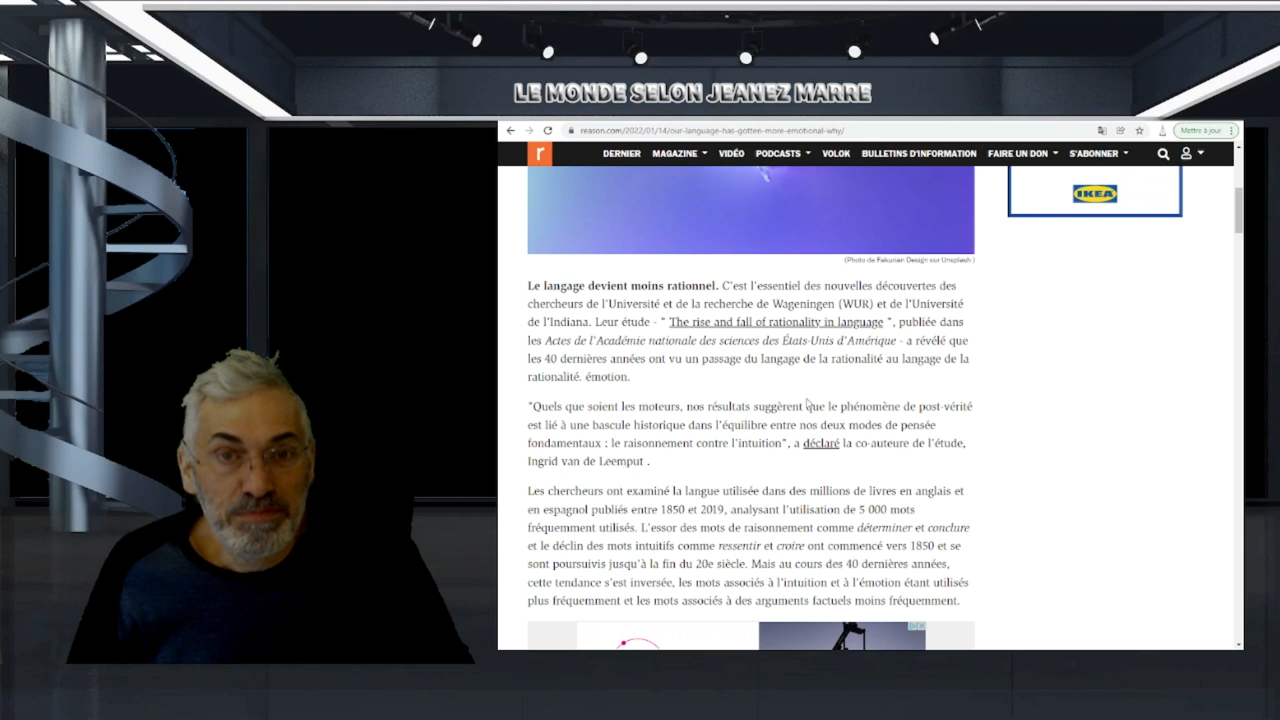 LE MONDE SELON JEANEZ MARRE
reason.com/2022/01/14/our-language-has-gotten-more-emotional-why/
Mettre à jour
r
DERNIER MAGAZINE VIDÉO PODCASTS VOLOK BULLETINS D'INFORMATION FAIRE UN DON S'ABONNER
IKEA
(Photo de Fakurian Design sur Unsplash )
Le langage devient moins rationnel. C'est l'essentiel des nouvelles découvertes des
chercheurs de l'Université et de la recherche de Wageningen (WUR) et de l'Université
de l'Indiana. Leur étude - " The rise and fall of rationality in language ", publiée dans
les Actes de l'Académie nationale des sciences des États-Unis d'Amérique - a révélé que
les 40 dernières années ont vu un passage du langage de la rationalité au langage de la
rationalité. émotion.
"Quels que soient les moteurs, nos résultats suggèrent que le phénomène de post-vérité
est lié à une bascule historique dans l'équilibre entre nos deux modes de pensée
fondamentaux : le raisonnement contre l'intuition", a déclaré la co-auteure de l'étude,
Ingrid van de Leemput .
Les chercheurs ont examiné la langue utilisée dans des millions de livres en anglais et
en espagnol publiés entre 1850 et 2019, analysant l'utilisation de 5 000 mots
fréquemment utilisés. L'essor des mots de raisonnement comme déterminer et conclure
et le déclin des mots intuitifs comme ressentir et croire ont commencé vers 1850 et se
sont poursuivis jusqu'à la fin du 20e siècle. Mais au cours des 40 dernières années,
cette tendance s'est inversée, les mots associés à l'intuition et à l'émotion étant utilisés
plus fréquemment et les mots associés à des arguments factuels moins fréquemment.